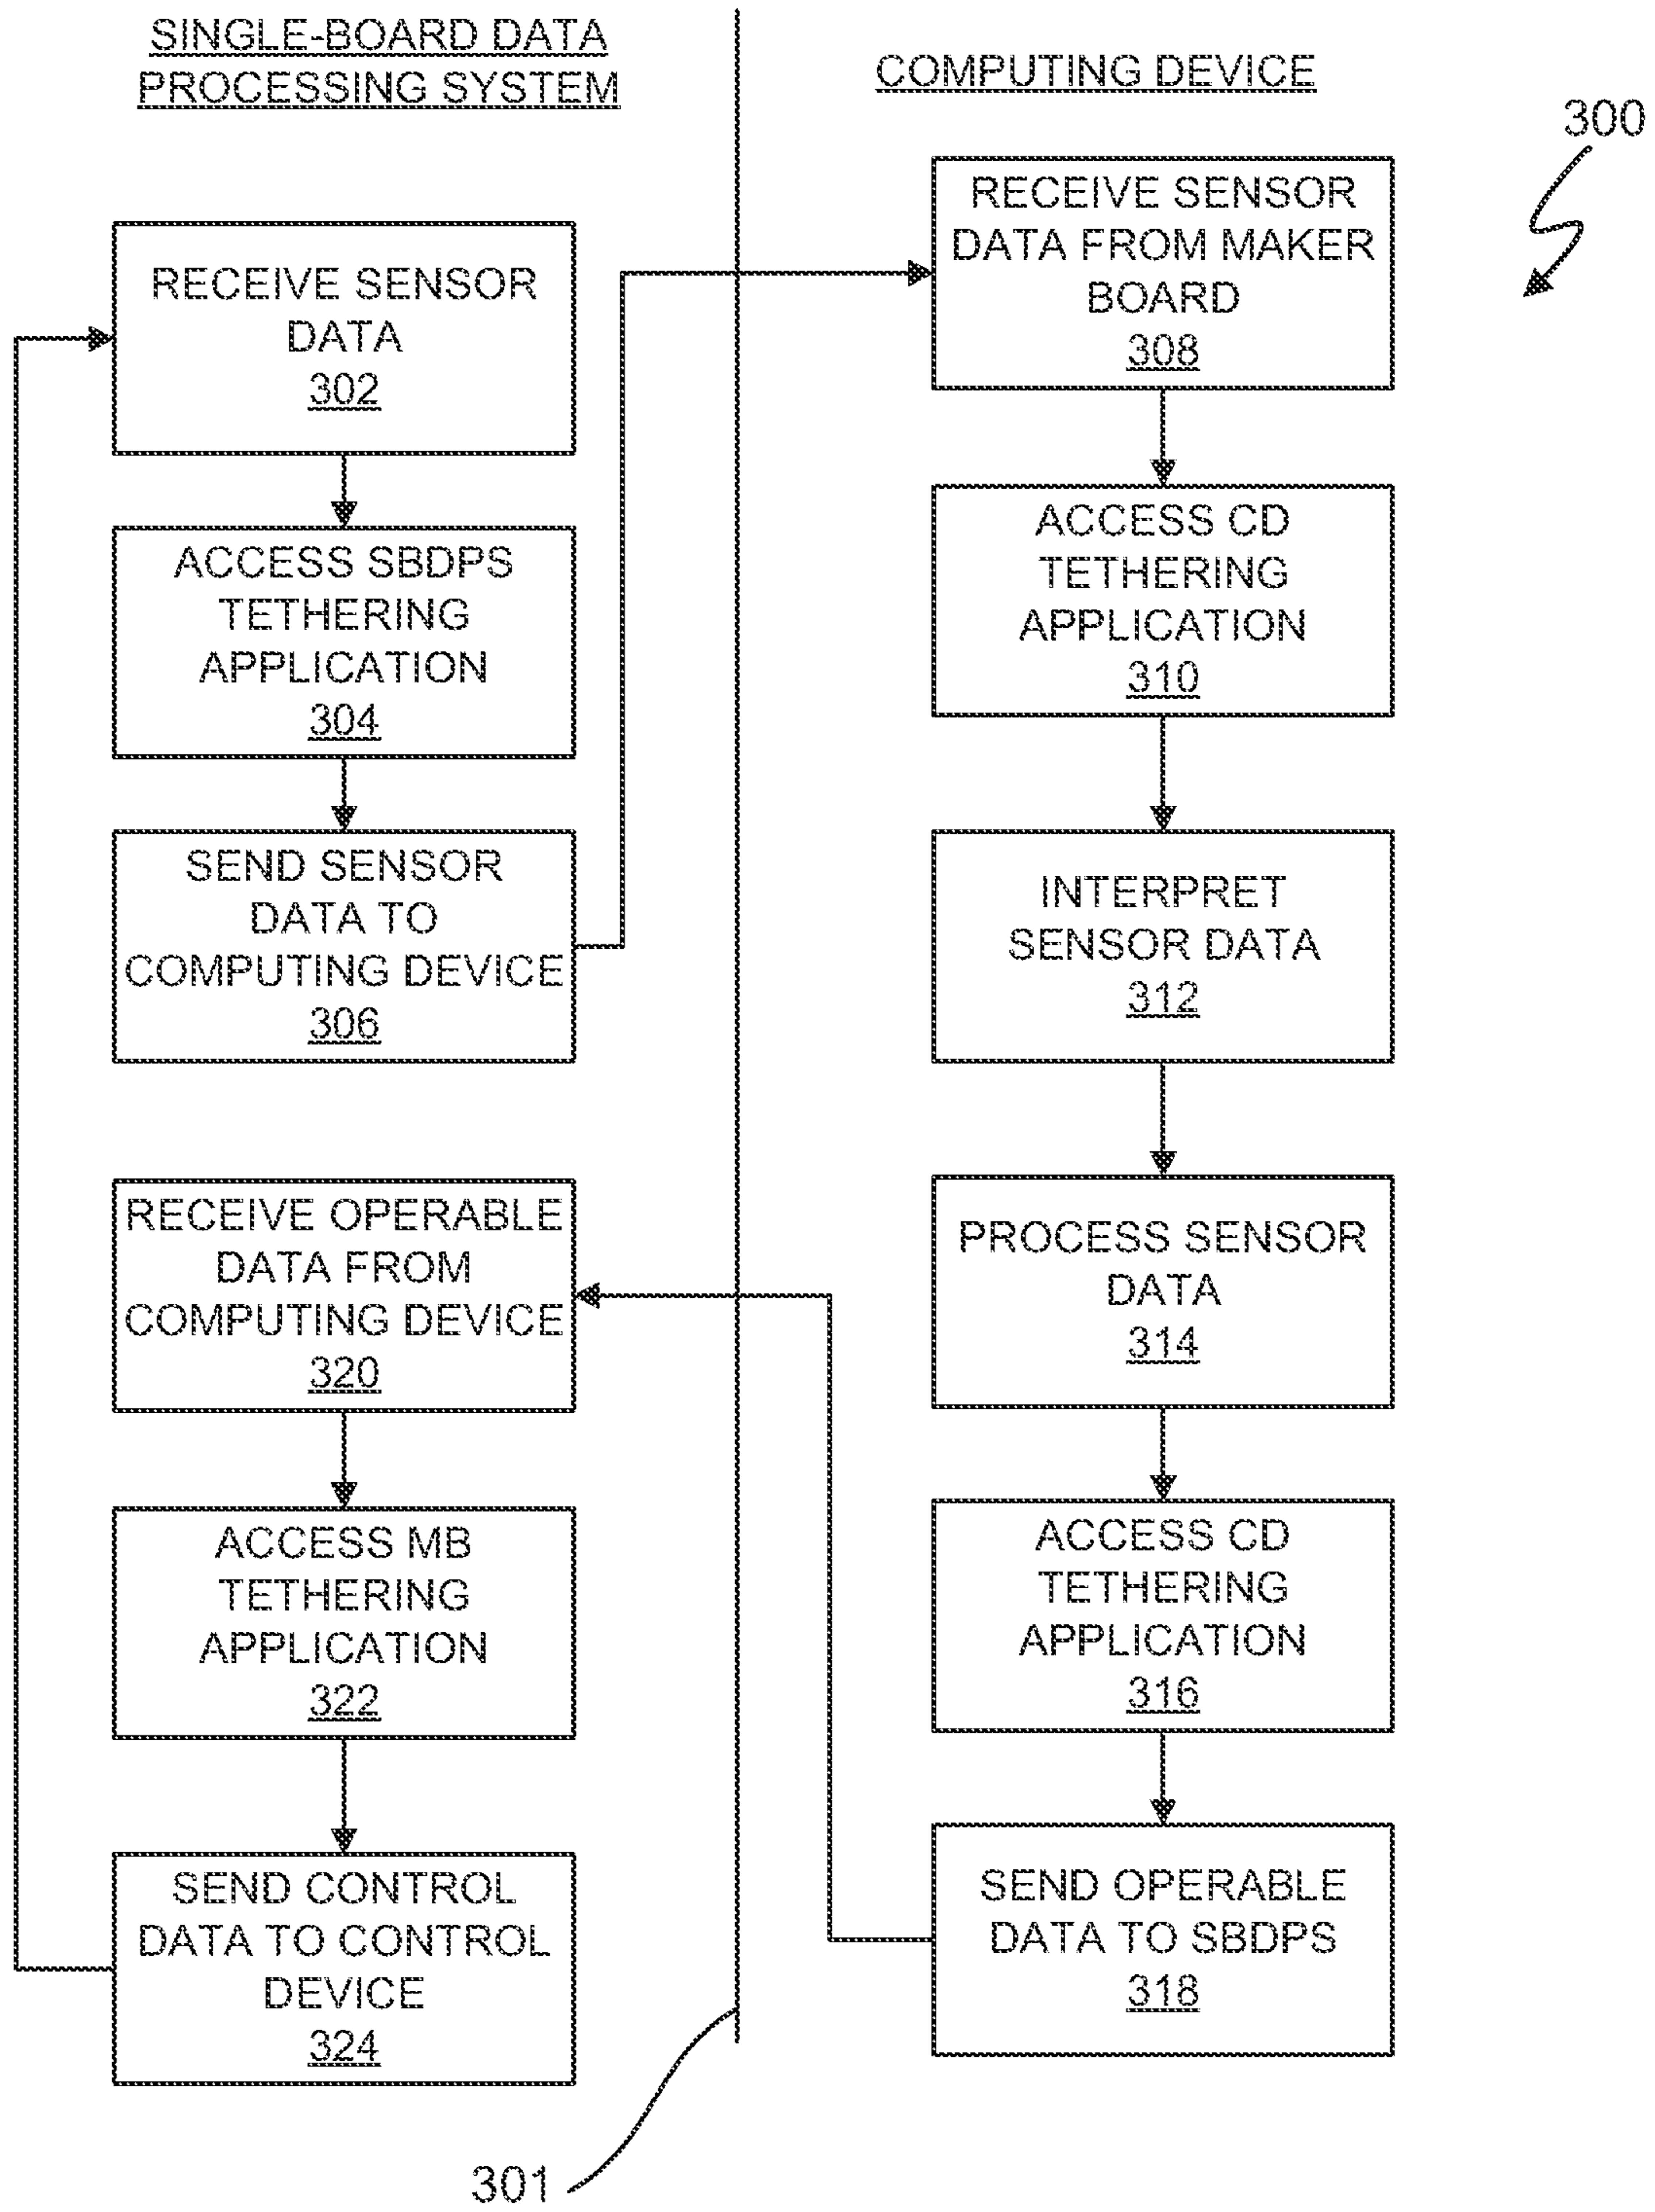 SINGLE-BOARD DATA
PROCESSING SYSTEM
COMPUTING DEVICE
300
RECEIVE SENSOR
DATA
302
ACCESS SBDPS
TETHERING
APPLICATION
304
SEND SENSOR
DATA TO
COMPUTING DEVICE
306
RECEIVE SENSOR
DATA FROM MAKER
BOARD
308
ACCESS CD
TETHERING
APPLICATION
310
INTERPRET
SENSOR DATA
312
PROCESS SENSOR
DATA
314
ACCESS CD
TETHERING
APPLICATION
316
SEND OPERABLE
DATA TO SBDPS
318
RECEIVE OPERABLE
DATA FROM
COMPUTING DEVICE
320
ACCESS MB
TETHERING
APPLICATION
322
SEND CONTROL
DATA TO CONTROL
DEVICE
324
301